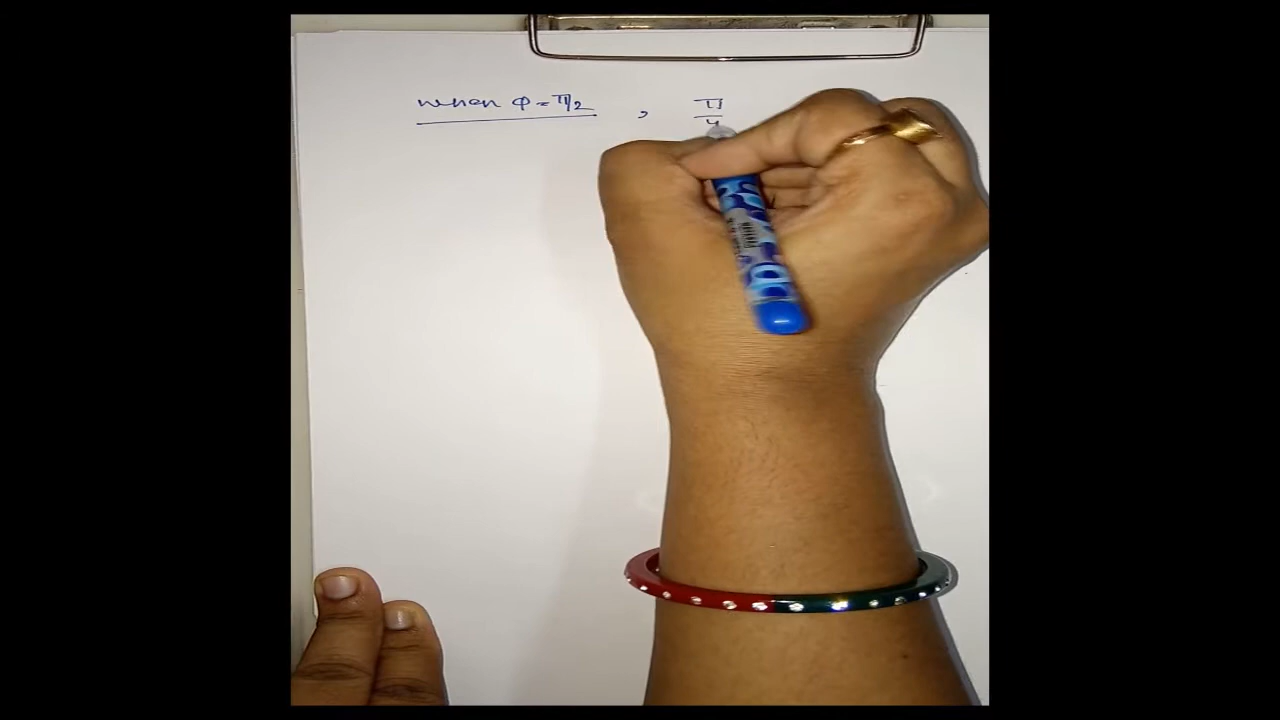 when φ = π/2 , π/4